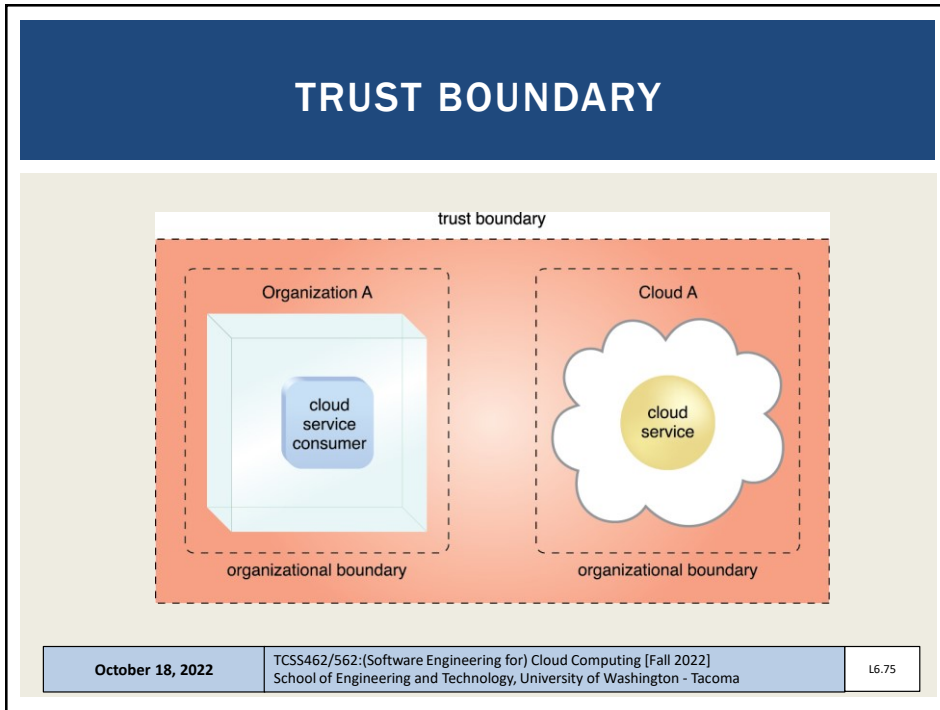 TRUST BOUNDARY
trust boundary
Organization A
cloud
service
consumer
organizational boundary
Cloud A
cloud
service
organizational boundary
October 18, 2022
TCSS462/562:(Software Engineering for) Cloud Computing [Fall 2022]
School of Engineering and Technology, University of Washington - Tacoma
L6.75